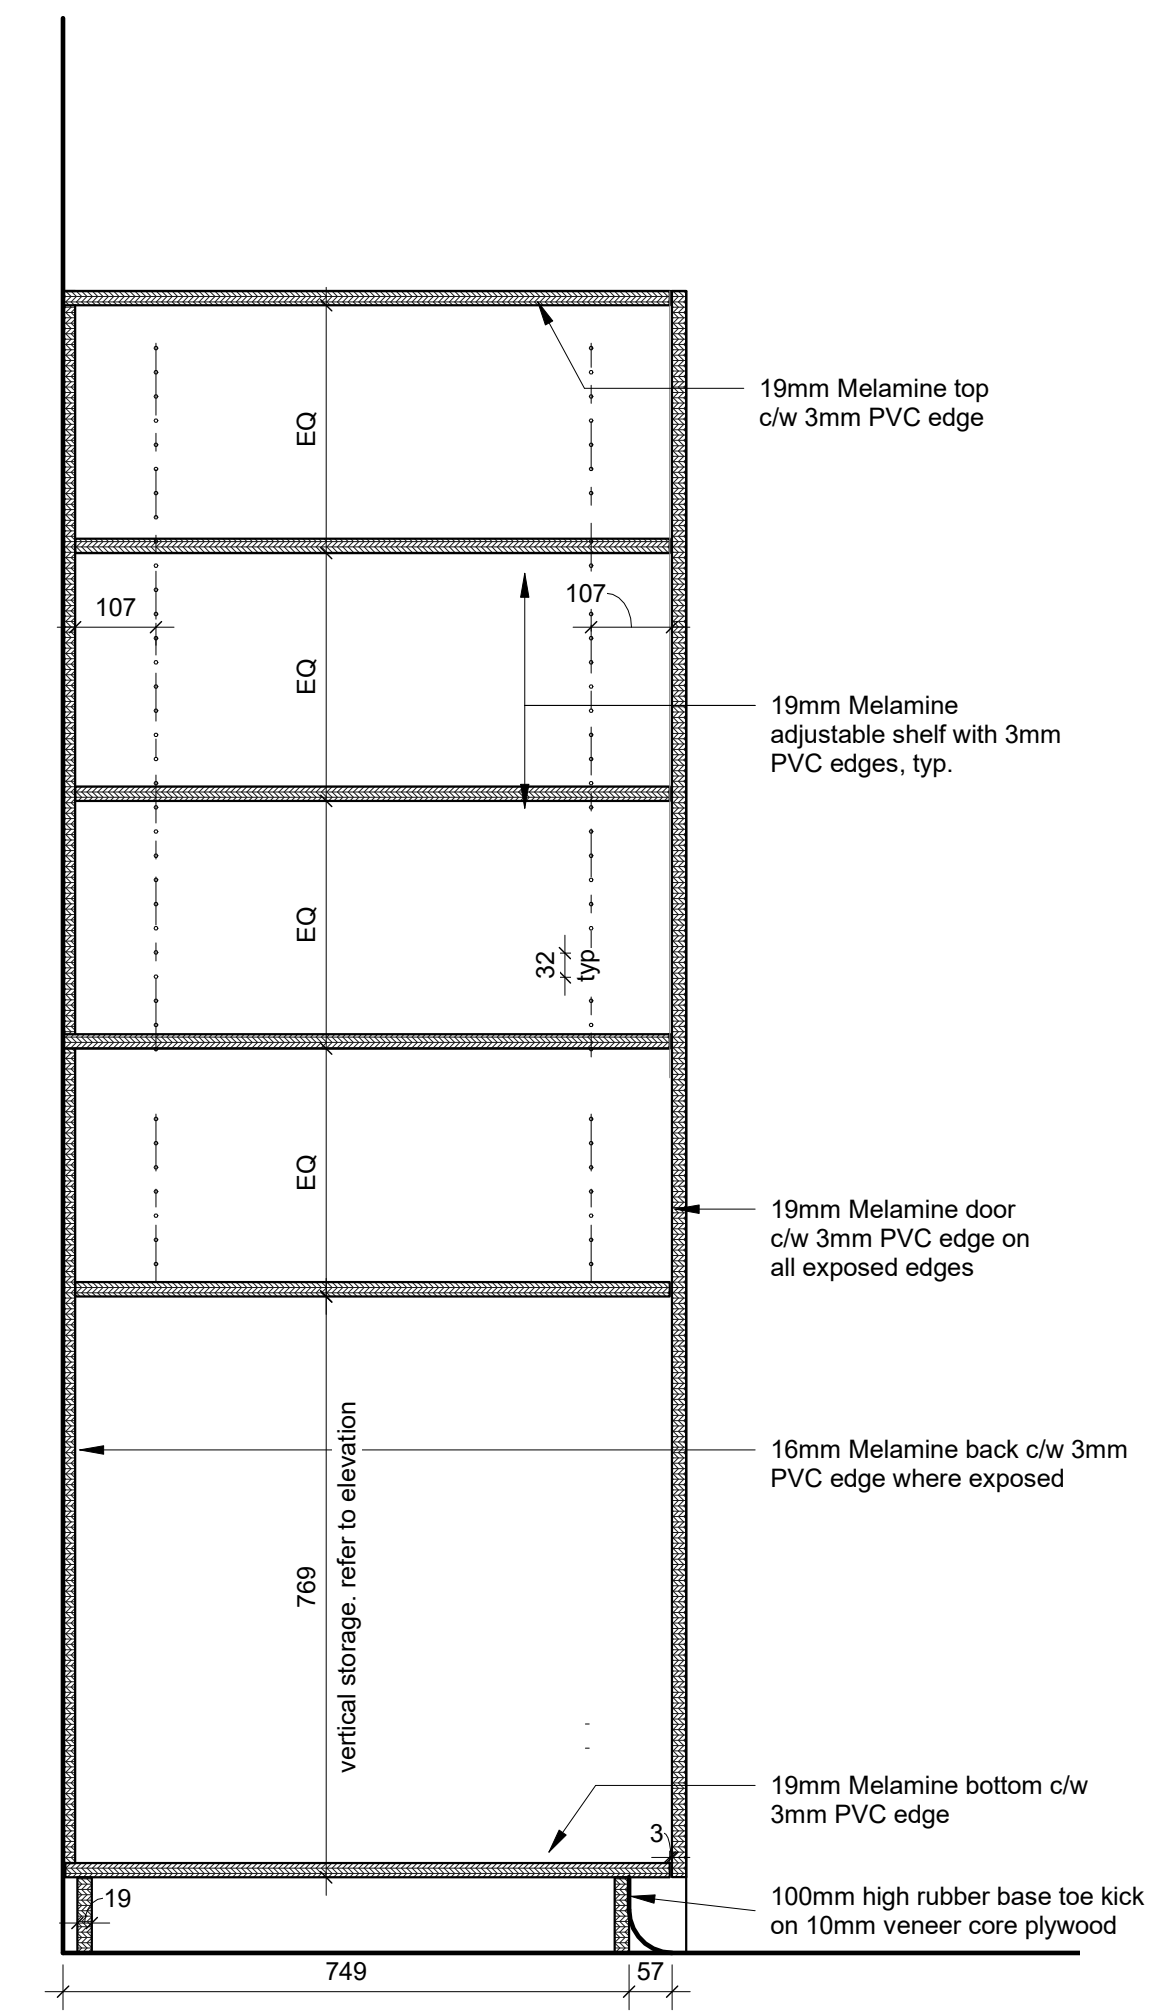 19mm Melamine top
c/w 3mm PVC edge
EQ
107
107
EQ
19mm Melamine
adjustable shelf with 3mm
PVC edges, typ.
EQ
32
typ
EQ
19mm Melamine door
c/w 3mm PVC edge on
all exposed edges
16mm Melamine back c/w 3mm
PVC edge where exposed
769
vertical storage. refer to elevation
19mm Melamine bottom c/w
3mm PVC edge
3
19
100mm high rubber base toe kick
on 10mm veneer core plywood
749
57